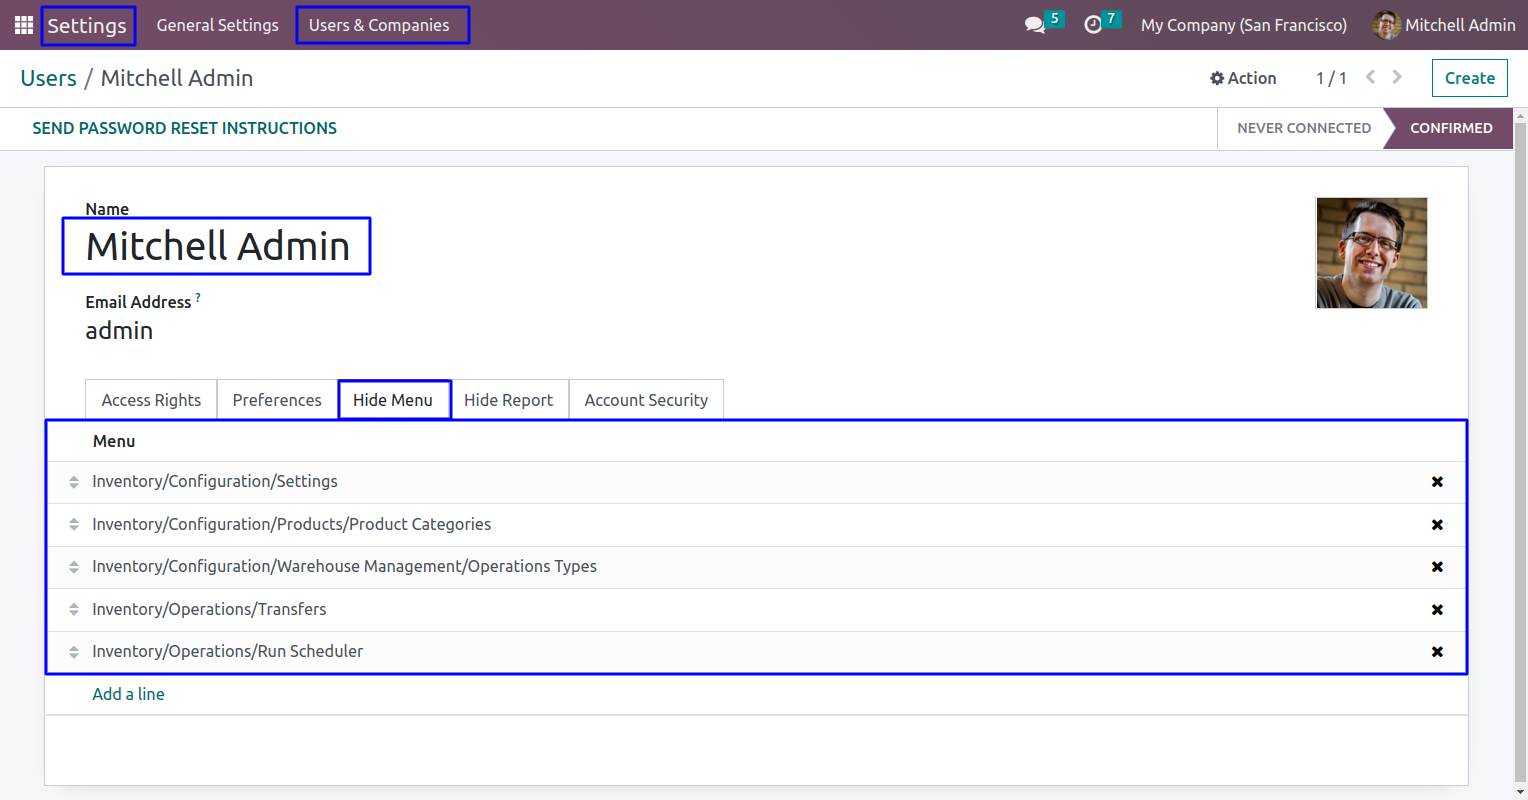 Settings General Settings Users & Companies 5 7 My Company (San Francisco) Mitchell Admin
Users / Mitchell Admin Action 1 / 1 Create
SEND PASSWORD RESET INSTRUCTIONS NEVER CONNECTED CONFIRMED
Name
Mitchell Admin
Email Address ?
admin
Access Rights Preferences Hide Menu Hide Report Account Security
Menu
Inventory/Configuration/Settings
Inventory/Configuration/Products/Product Categories
Inventory/Configuration/Warehouse Management/Operations Types
Inventory/Operations/Transfers
Inventory/Operations/Run Scheduler
Add a line